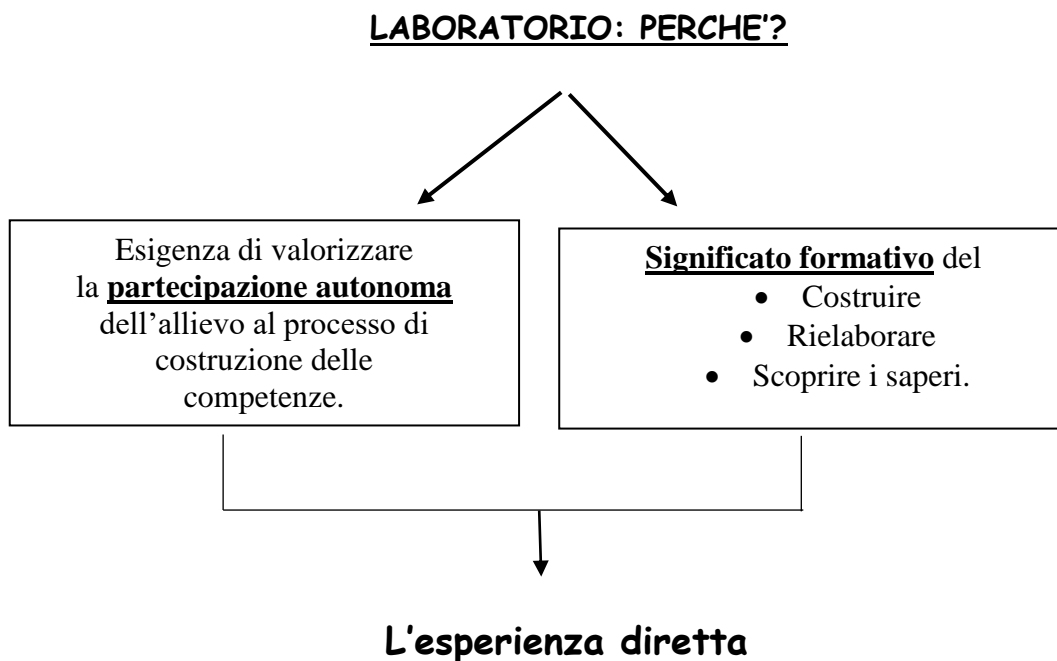 LABORATORIO: PERCHE'?
Esigenza di valorizzare
la partecipazione autonoma
dell'allievo al processo di
costruzione delle
competenze.
Significato formativo del
• Costruire
• Rielaborare
• Scoprire i saperi.
L'esperienza diretta